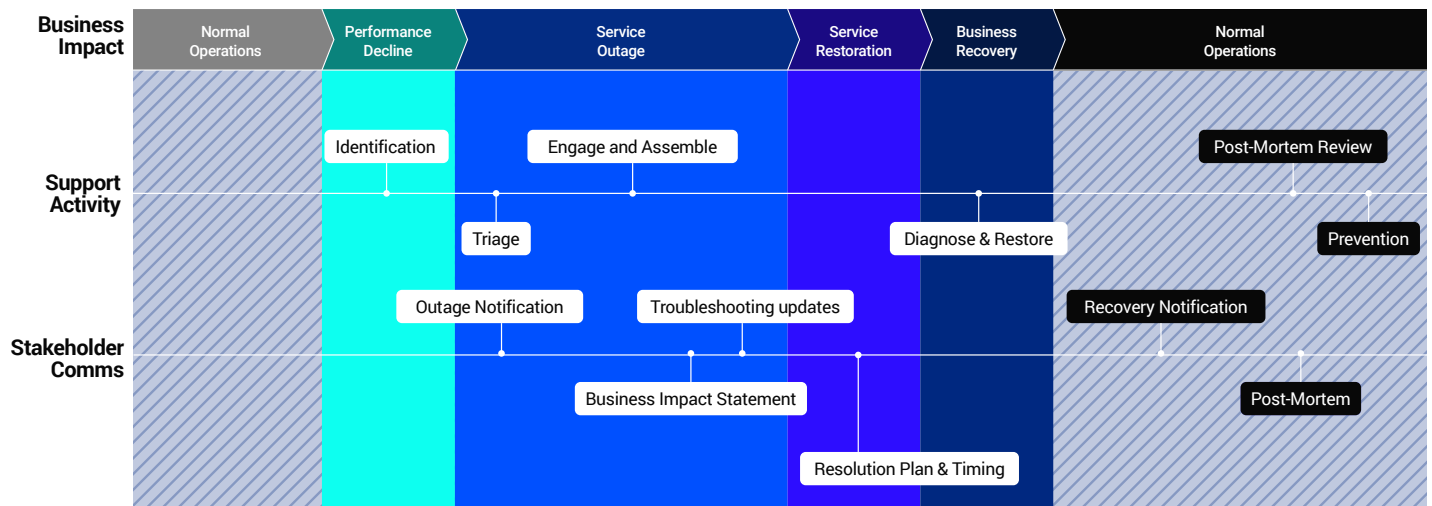 Business
Impact
Normal
Operations
Performance
Decline
Service
Outage
Service
Restoration
Business
Recovery
Normal
Operations
Support
Activity
Identification
Engage and Assemble
Post-Mortem Review
Triage
Diagnose & Restore
Prevention
Stakeholder
Comms
Outage Notification
Troubleshooting updates
Recovery Notification
Business Impact Statement
Post-Mortem
Resolution Plan & Timing